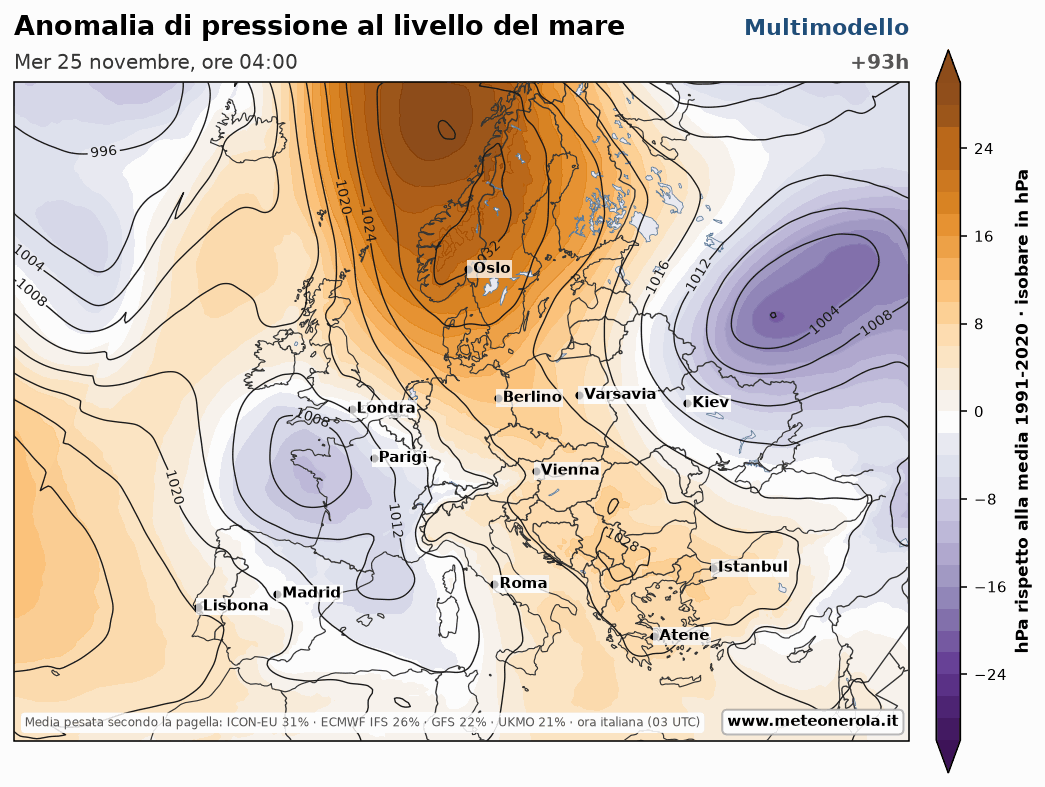 Anomalia di pressione al livello del mare
Multimodello
Mer 25 novembre, ore 04:00
+93h
996
1020
1024
1032
Oslo
1004
1008
1016
1012
1004
1008
Berlino
Varsavia
Kiev
Londra
1008
Parigi
Vienna
1020
1012
1028
Istanbul
Roma
Madrid
Lisbona
Atene
Media pesata secondo la pagella: ICON-EU 31% · ECMWF IFS 26% · GFS 22% · UKMO 21% · ora italiana (03 UTC)
www.meteonerola.it
24
16
8
0
−8
−16
−24
hPa rispetto alla media 1991-2020 · isobare in hPa